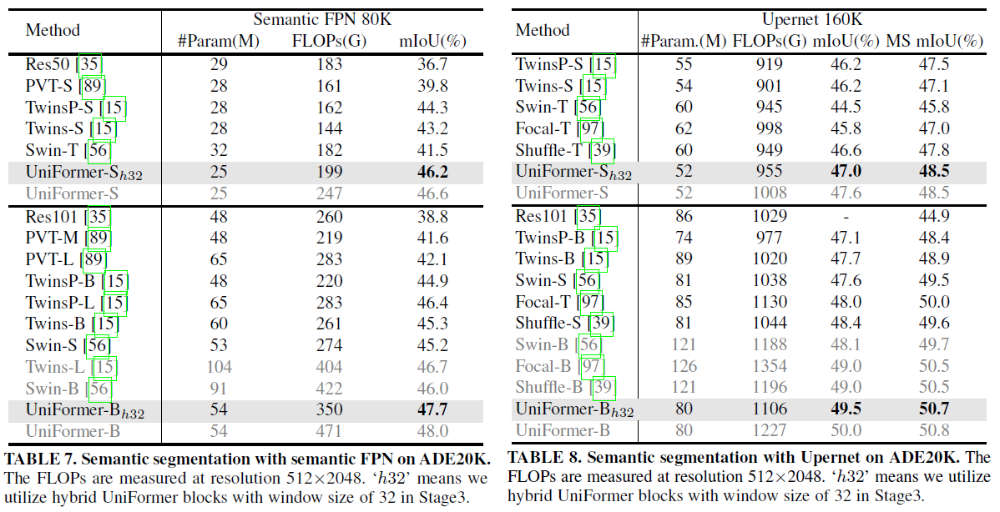 Method Semantic FPN 80K
#Param(M) FLOPs(G) mIoU(%)
Res50 [35] 29 183 36.7
PVT-S [89] 28 161 39.8
TwinsP-S [15] 28 162 44.3
Twins-S [15] 28 144 43.2
Swin-T [56] 32 182 41.5
UniFormer-Sh32 25 199 46.2
UniFormer-S 25 247 46.6
Res101 [35] 48 260 38.8
PVT-M [89] 48 219 41.6
PVT-L [89] 65 283 42.1
TwinsP-B [15] 48 220 44.9
TwinsP-L [15] 65 283 46.4
Twins-B [15] 60 261 45.3
Swin-S [56] 53 274 45.2
Twins-L [15] 104 404 46.7
Swin-B [56] 91 422 46.0
UniFormer-Bh32 54 350 47.7
UniFormer-B 54 471 48.0
TABLE 7. Semantic segmentation with semantic FPN on ADE20K.
The FLOPs are measured at resolution 512×2048. ‘h32’ means we
utilize hybrid UniFormer blocks with window size of 32 in Stage3.
Method Upernet 160K
#Param.(M) FLOPs(G) mIoU(%) MS mIoU(%)
TwinsP-S [15] 55 919 46.2 47.5
Twins-S [15] 54 901 46.2 47.1
Swin-T [56] 60 945 44.5 45.8
Focal-T [97] 62 998 45.8 47.0
Shuffle-T [39] 60 949 46.6 47.8
UniFormer-Sh32 52 955 47.0 48.5
UniFormer-S 52 1008 47.6 48.5
Res101 [35] 86 1029 - 44.9
TwinsP-B [15] 74 977 47.1 48.4
Twins-B [15] 89 1020 47.7 48.9
Swin-S [56] 81 1038 47.6 49.5
Focal-T [97] 85 1130 48.0 50.0
Shuffle-S [39] 81 1044 48.4 49.6
Swin-B [56] 121 1188 48.1 49.7
Focal-B [97] 126 1354 49.0 50.5
Shuffle-B [39] 121 1196 49.0 50.5
UniFormer-Bh32 80 1106 49.5 50.7
UniFormer-B 80 1227 50.0 50.8
TABLE 8. Semantic segmentation with Upernet on ADE20K. The
FLOPs are measured at resolution 512×2048. ‘h32’ means we utilize
hybrid UniFormer blocks with window size of 32 in Stage3.